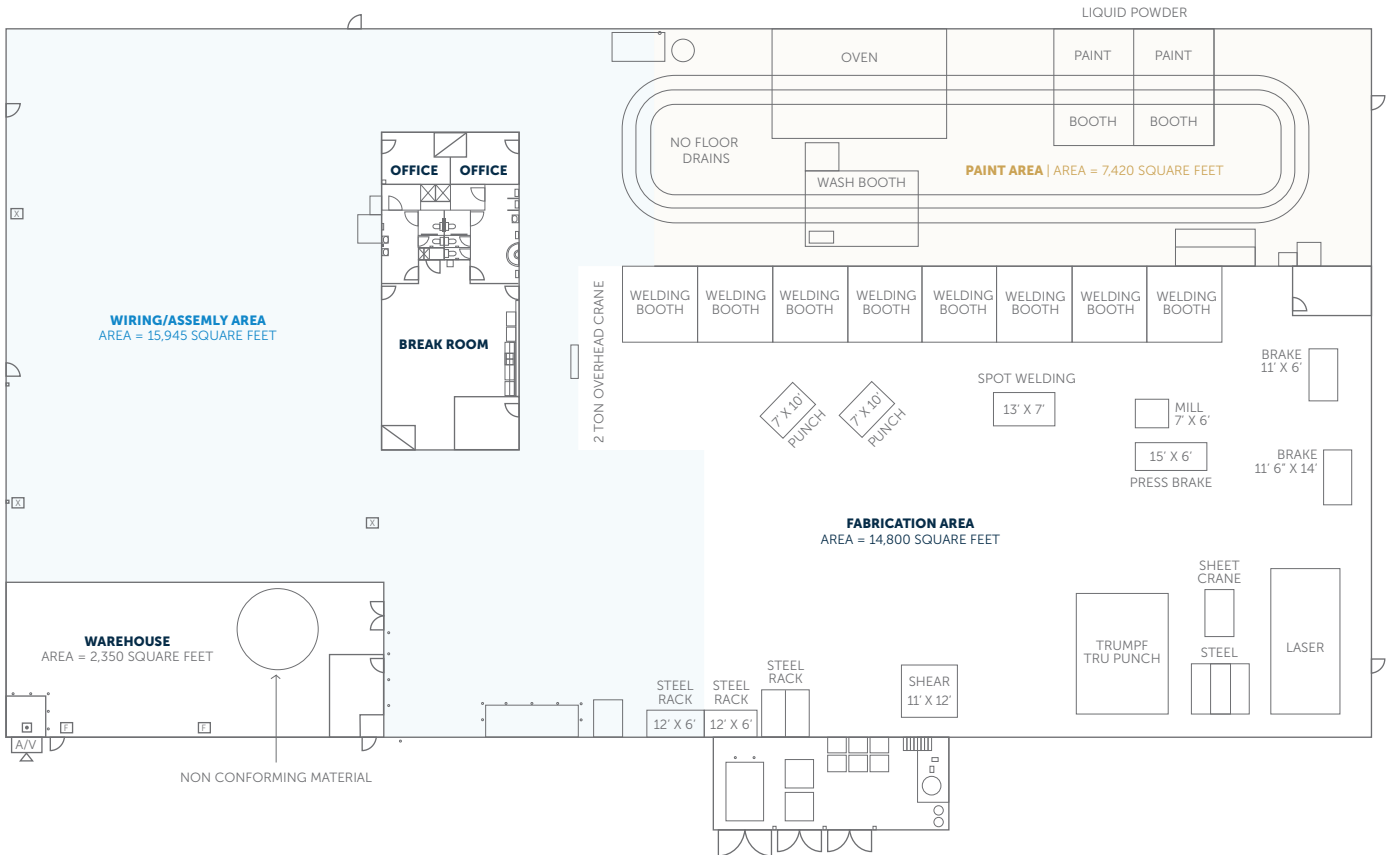 LIQUID POWDER
OVEN
PAINT
PAINT
BOOTH
BOOTH
NO FLOOR
DRAINS
PAINT AREA | AREA = 7,420 SQUARE FEET
WASH BOOTH
OFFICE
OFFICE
X
WIRING/ASSEMLY AREA
AREA = 15,945 SQUARE FEET
BREAK ROOM
2 TON OVERHEAD CRANE
WELDING
BOOTH
WELDING
BOOTH
WELDING
BOOTH
WELDING
BOOTH
WELDING
BOOTH
WELDING
BOOTH
WELDING
BOOTH
WELDING
BOOTH
BRAKE
11' X 6'
SPOT WELDING
13' X 7'
7' X 10'
PUNCH
7' X 10'
PUNCH
MILL
7' X 6'
15' X 6'
PRESS BRAKE
BRAKE
11' 6" X 14'
X
X
FABRICATION AREA
AREA = 14,800 SQUARE FEET
SHEET
CRANE
WAREHOUSE
AREA = 2,350 SQUARE FEET
TRUMPF
TRU PUNCH
STEEL
LASER
STEEL
RACK
STEEL
RACK
STEEL
RACK
12' X 6'
12' X 6'
SHEAR
11' X 12'
F
F
A/V
NON CONFORMING MATERIAL